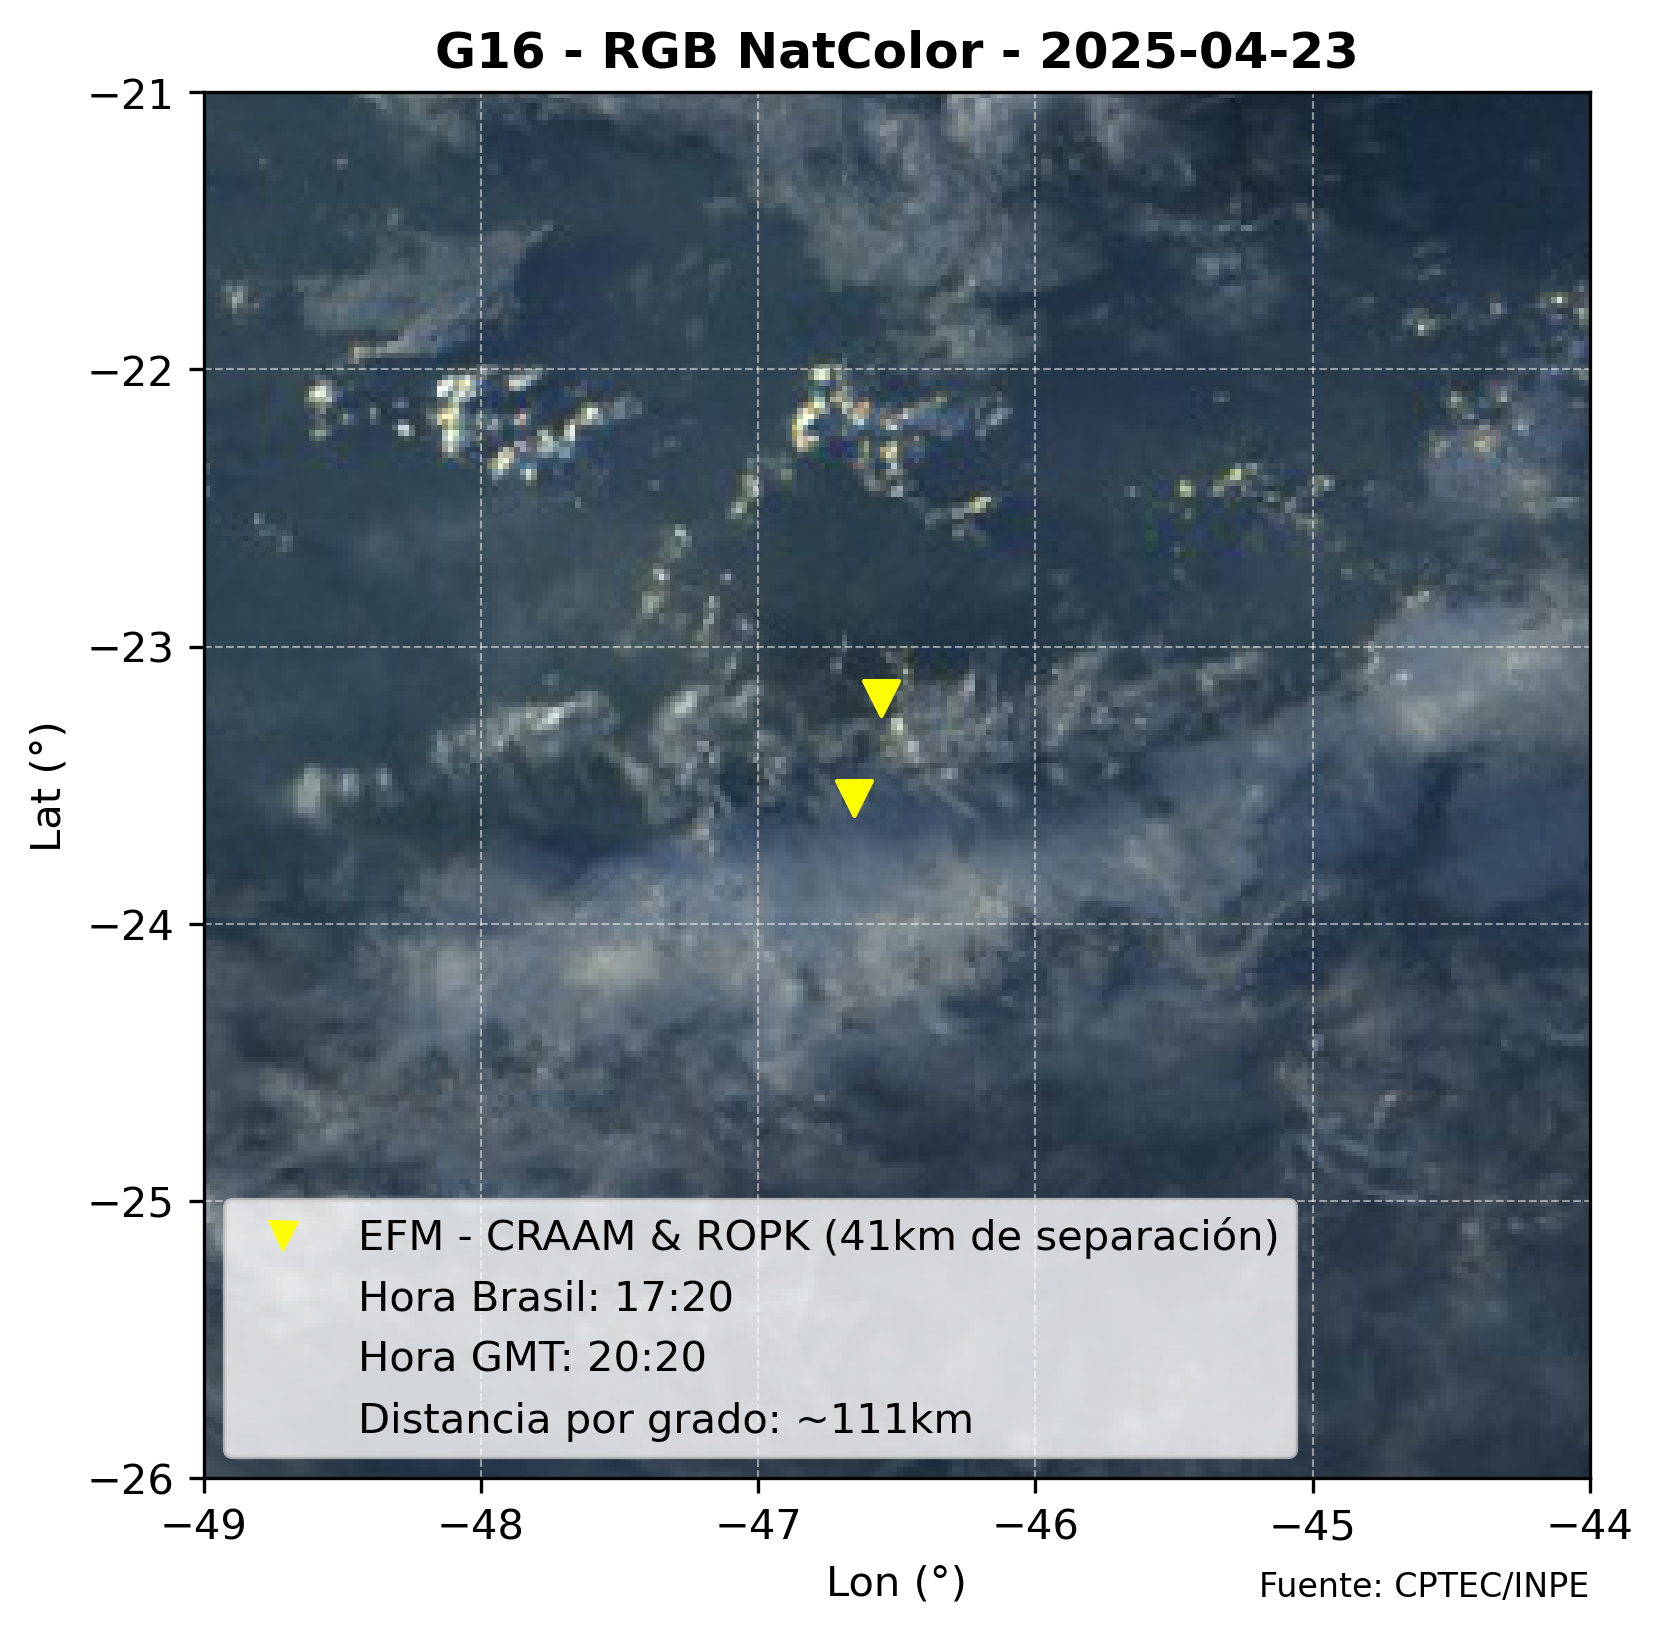 G16 - RGB NatColor - 2025-04-23
−21
−22
−23
−24
−25
−26
Lat (°)
EFM - CRAAM & ROPK (41km de separación)
Hora Brasil: 17:20
Hora GMT: 20:20
Distancia por grado: ~111km
−49
−48
−47
−46
−45
−44
Lon (°)
Fuente: CPTEC/INPE